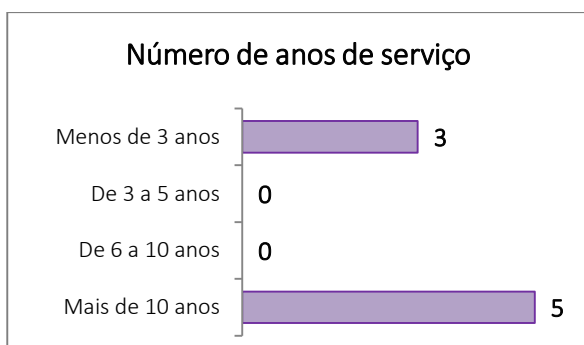 Número de anos de serviço
Menos de 3 anos 3
De 3 a 5 anos 0
De 6 a 10 anos 0
Mais de 10 anos 5